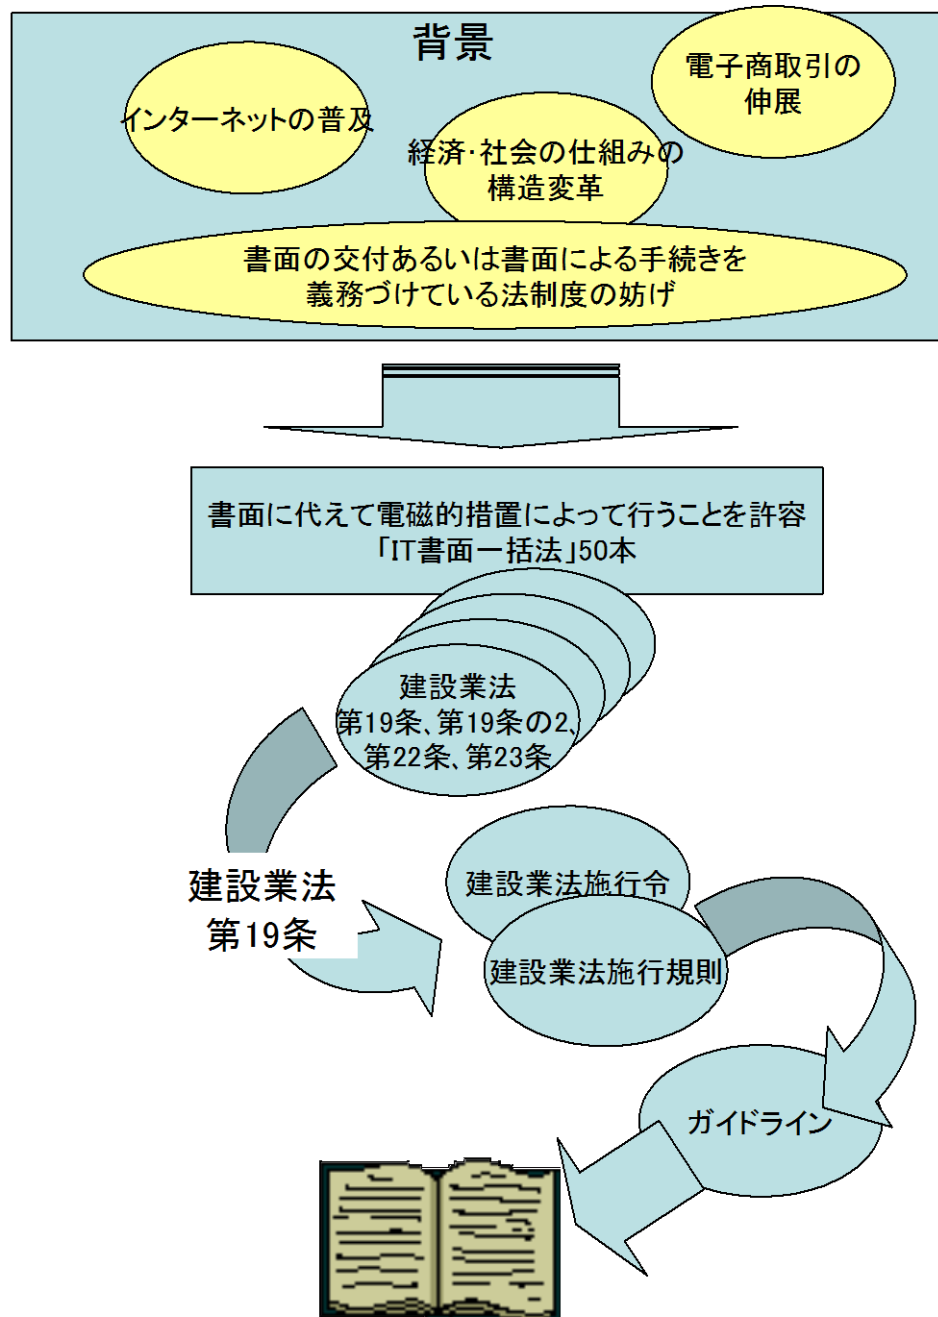 背景
インターネットの普及
電子商取引の
伸展
経済・社会の仕組みの
構造変革
書面の交付あるいは書面による手続きを
義務づけている法制度の妨げ
書面に代えて電磁的措置によって行うことを許容
「IT書面一括法」50本
建設業法
第19条、第19条の2、
第22条、第23条
建設業法
第19条
建設業法施行令
建設業法施行規則
ガイドライン